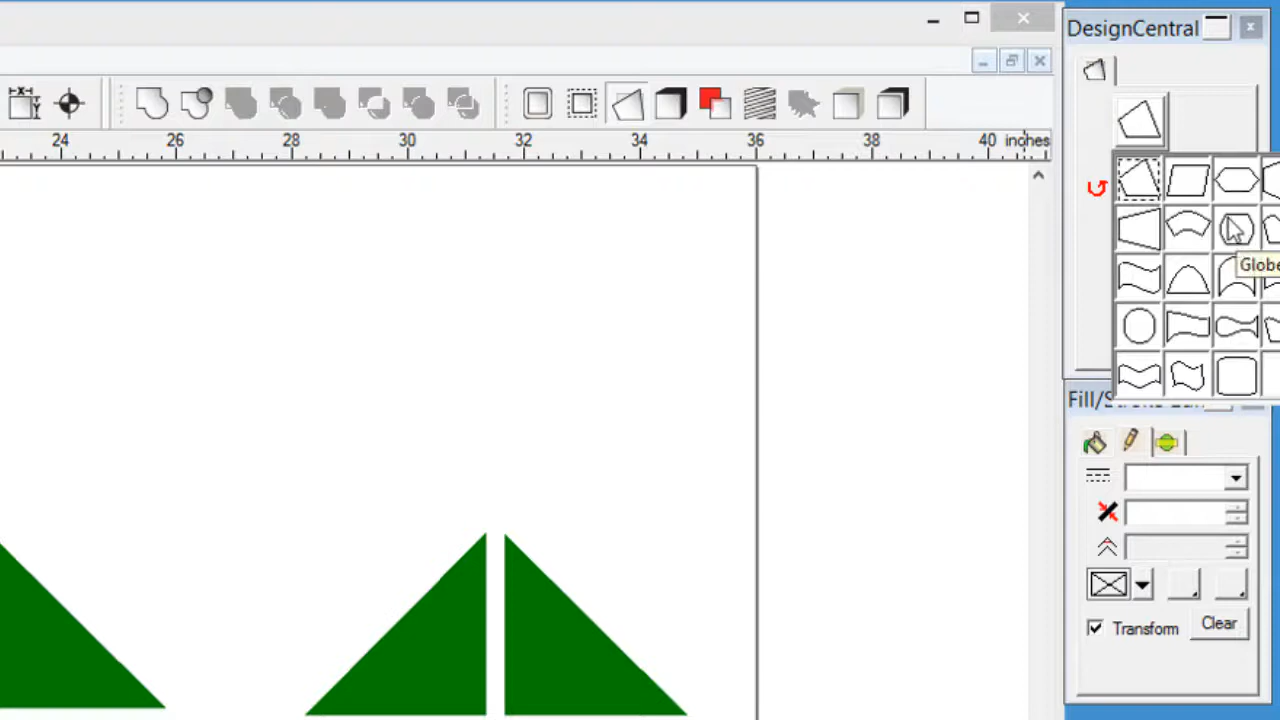 DesignCentral
24 26 28 30 32 34 36 38 40 inches
Globe
Transform Clear